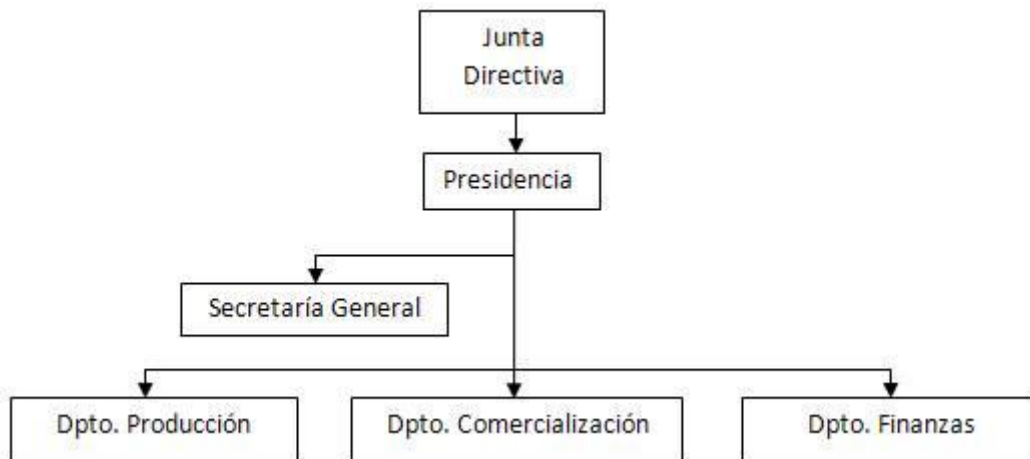 Junta
Directiva
Presidencia
Secretaría General
Dpto. Producción
Dpto. Comercialización
Dpto. Finanzas